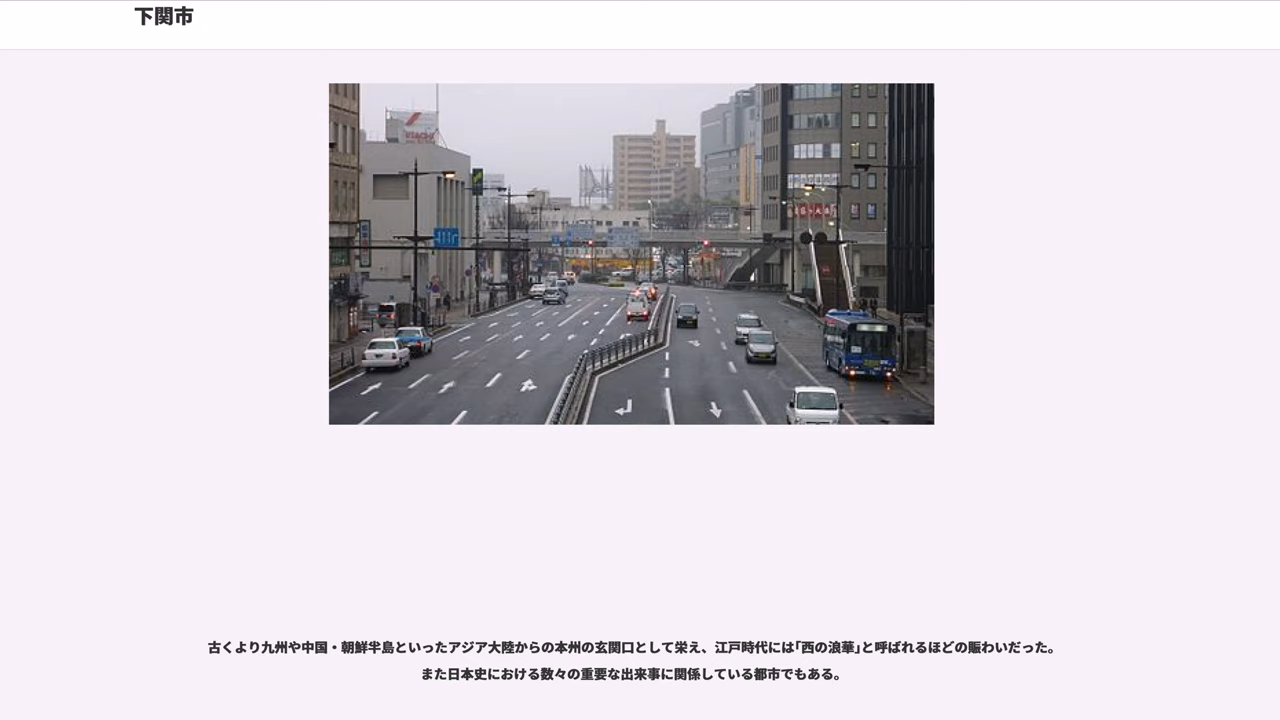 下関市
古くより九州や中国・朝鮮半島といったアジア大陸からの本州の玄関口として栄え、江戸時代には｢西の浪華｣と呼ばれるほどの賑わいだった。
また日本史における数々の重要な出来事に関係している都市でもある。